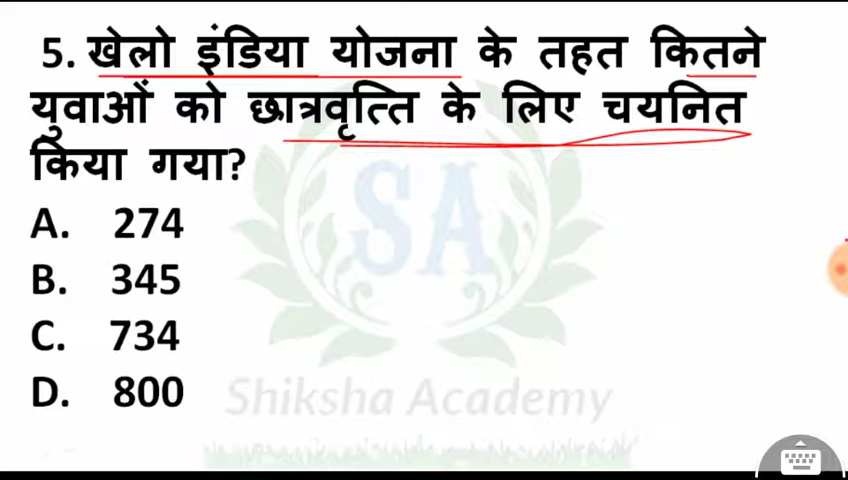 5. खेलो इंडिया योजना के तहत कितने
युवाओं को छात्रवृत्ति के लिए चयनित
किया गया?
A. 274
B. 345
C. 734
D. 800
SA
Shiksha Academy